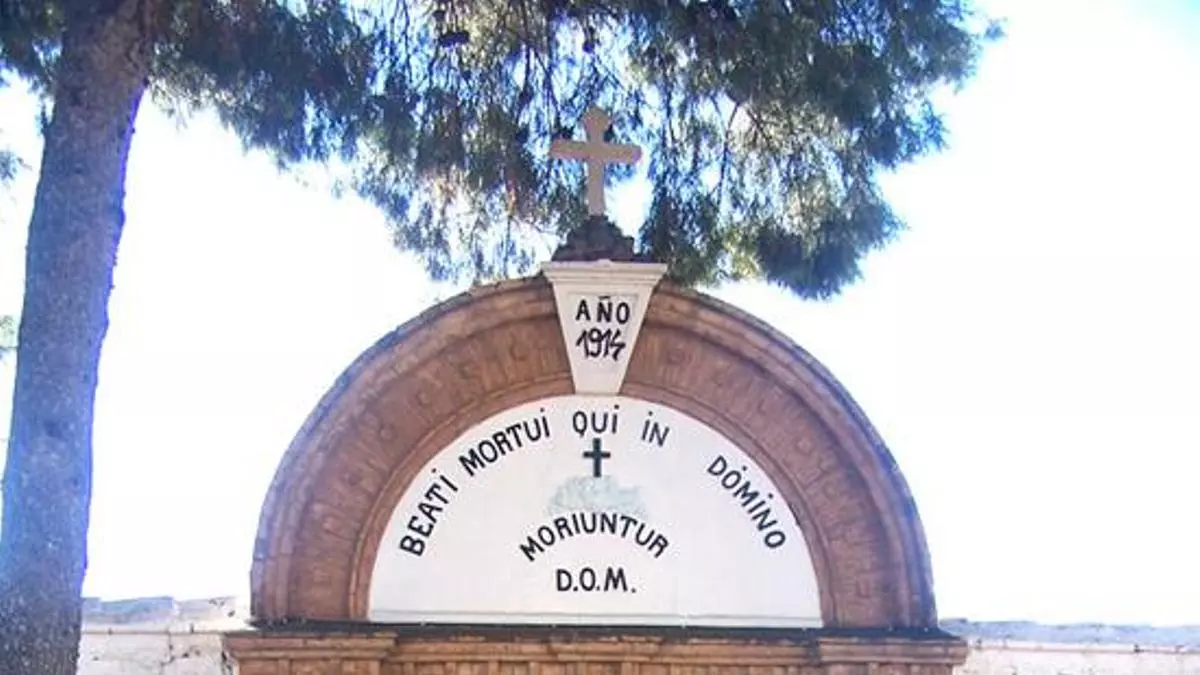 AÑO
1914
BEATI MORTUI QUI IN DOMINO
MORIUNTUR
D.O.M.